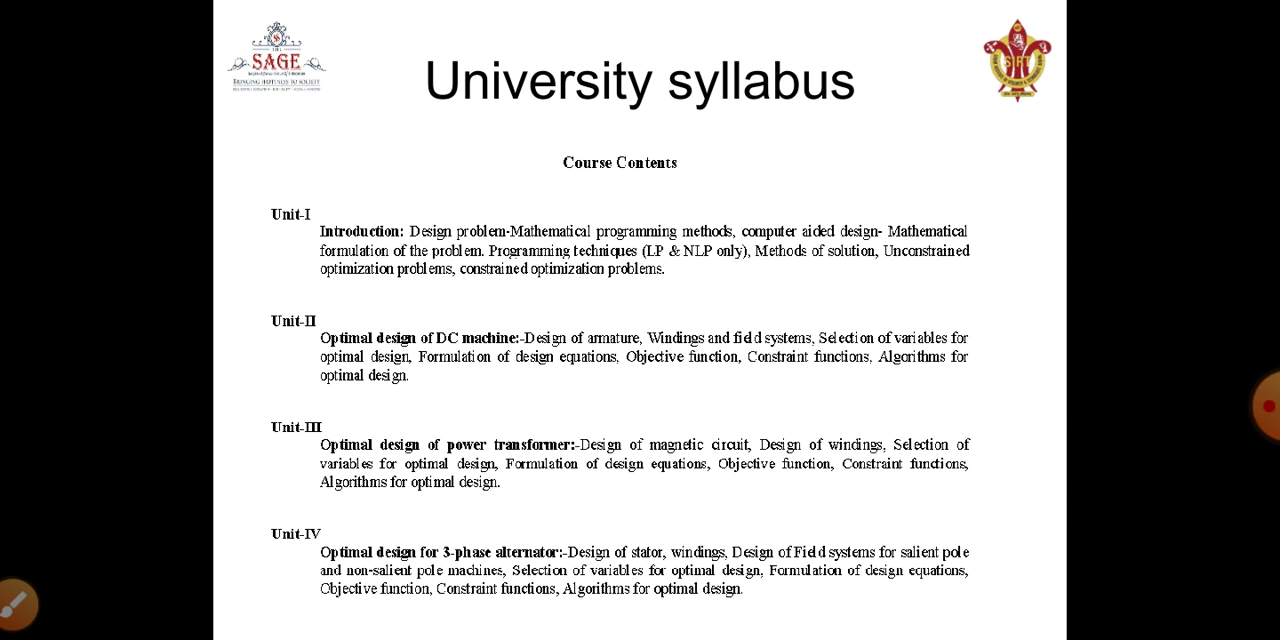 THE
SAGE
BRINGING HAPPINESS TO SOCIETY
SIRT
University syllabus
Course Contents
Unit-I
Introduction: Design problem-Mathematical programming methods, computer aided design- Mathematical
formulation of the problem. Programming techniques (LP & NLP only), Methods of solution, Unconstrained
optimization problems, constrained optimization problems.
Unit-II
Optimal design of DC machine:-Design of armature, Windings and field systems, Selection of variables for
optimal design, Formulation of design equations, Objective function, Constraint functions, Algorithms for
optimal design.
Unit-III
Optimal design of power transformer:-Design of magnetic circuit, Design of windings, Selection of
variables for optimal design, Formulation of design equations, Objective function, Constraint functions,
Algorithms for optimal design.
Unit-IV
Optimal design for 3-phase alternator:-Design of stator, windings, Design of Field systems for salient pole
and non-salient pole machines, Selection of variables for optimal design, Formulation of design equations,
Objective function, Constraint functions, Algorithms for optimal design.